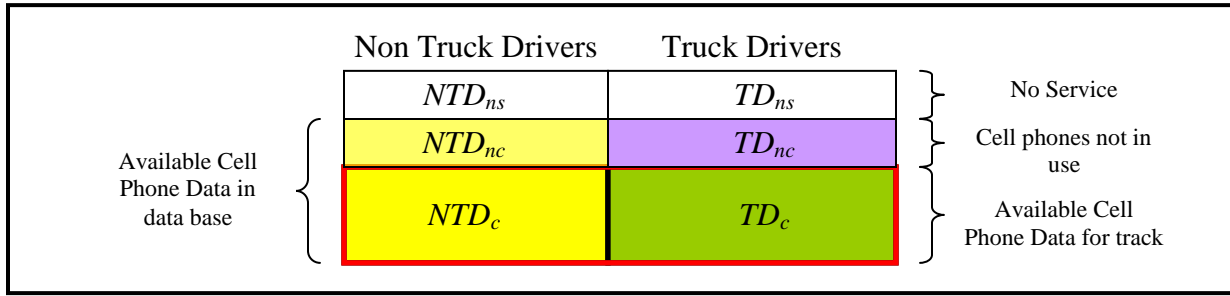 Non Truck Drivers Truck Drivers
NTDns TDns
No Service
NTDnc TDnc
Cell phones not in
use
Available Cell
Phone Data in
data base
NTDc TDc
Available Cell
Phone Data for track